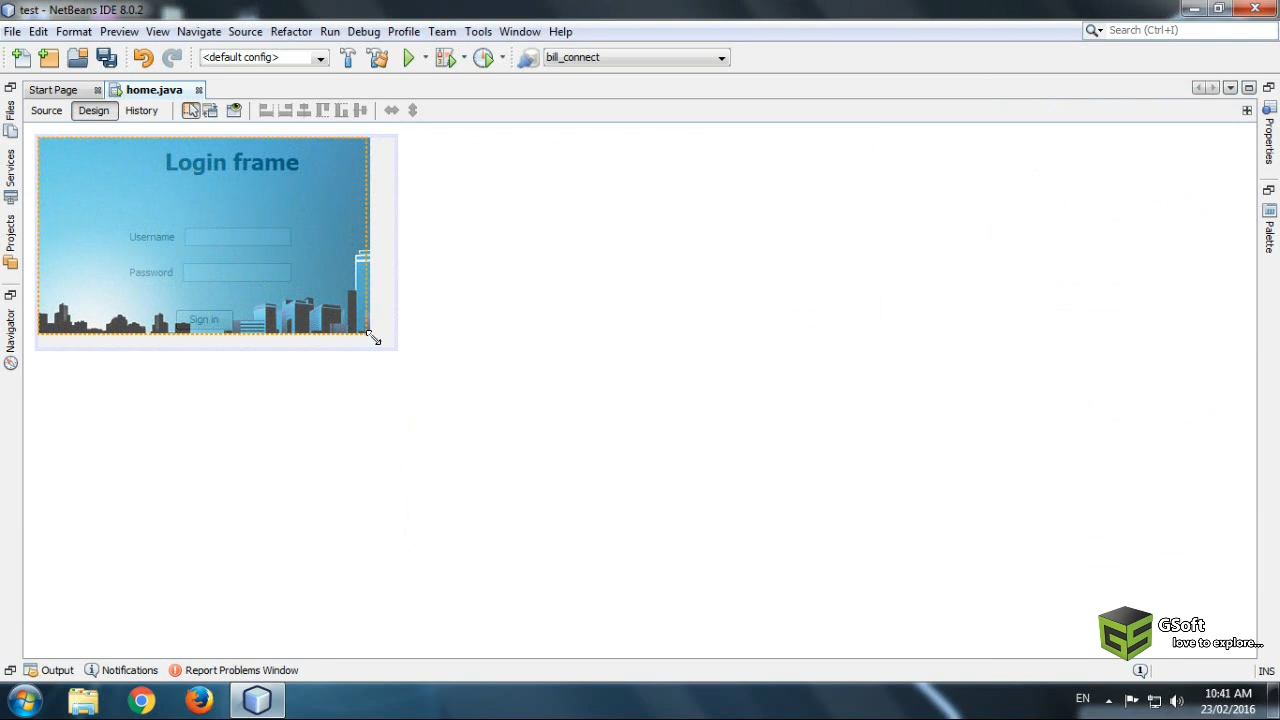 test - NetBeans IDE 8.0.2
File Edit Format Preview View Navigate Source Refactor Run Debug Profile Team Tools Window Help
Search (Ctrl+I)
<default config>
bill_connect
Start Page
home.java
Source Design History
Files
Services
Projects
Navigator
Login frame
Username
Password
Sign in
Properties
Palette
GS
GSoft
love to explore...
Output Notifications Report Problems Window
1
INS
EN
10:41 AM
23/02/2016